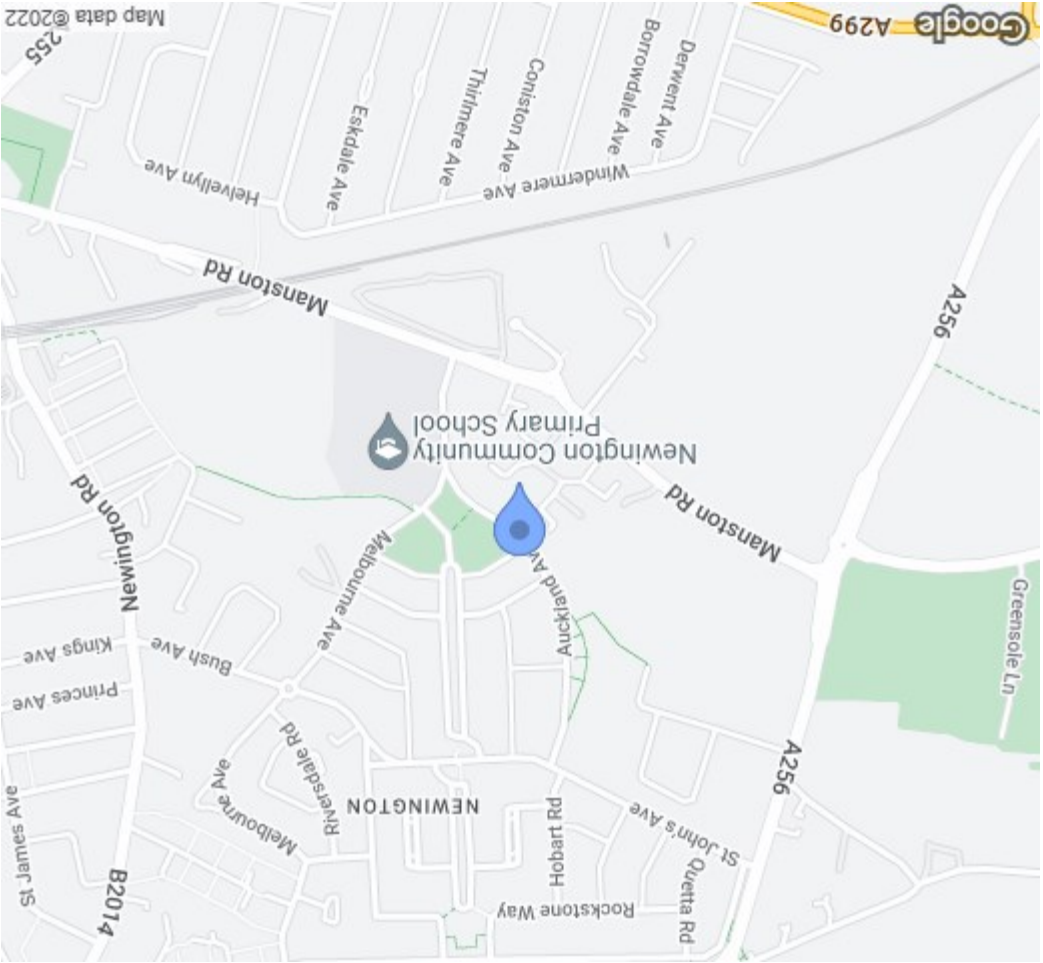 Rockstone Way
Quetta Rd
B2014
St John's Ave
Hobart Rd
NEWINGTON
Melbourne Ave
Riversdale Rd
St James Ave
A256
Princes Ave
Bush Ave
Kings Ave
Greensole Ln
Auckland Av
Melbourne Ave
Newington Rd
Manston Rd
Newington Community
Primary School
A256
Manston Rd
Windermere Ave
Helvellyn Ave
Derwent Ave
Borrowdale Ave
Coniston Ave
Thirlmere Ave
Eskdale Ave
255
A299
Google
Map data ©2022